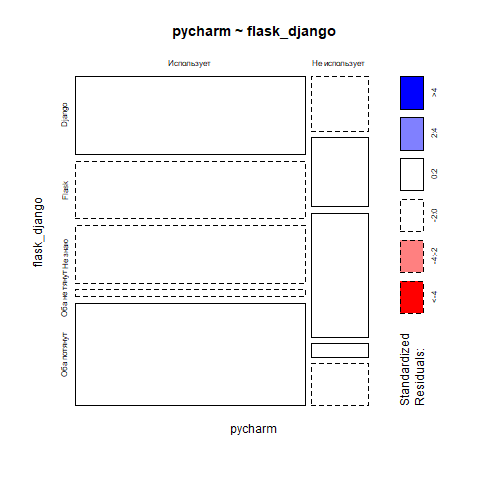 pycharm ~ flask_django
Использует
Не использует
Django
Flask
Не знаю
Оба не тянут
Оба потянут
flask_django
pycharm
>4
2:4
0:2
-2:0
-4:-2
<-4
Standardized
Residuals: